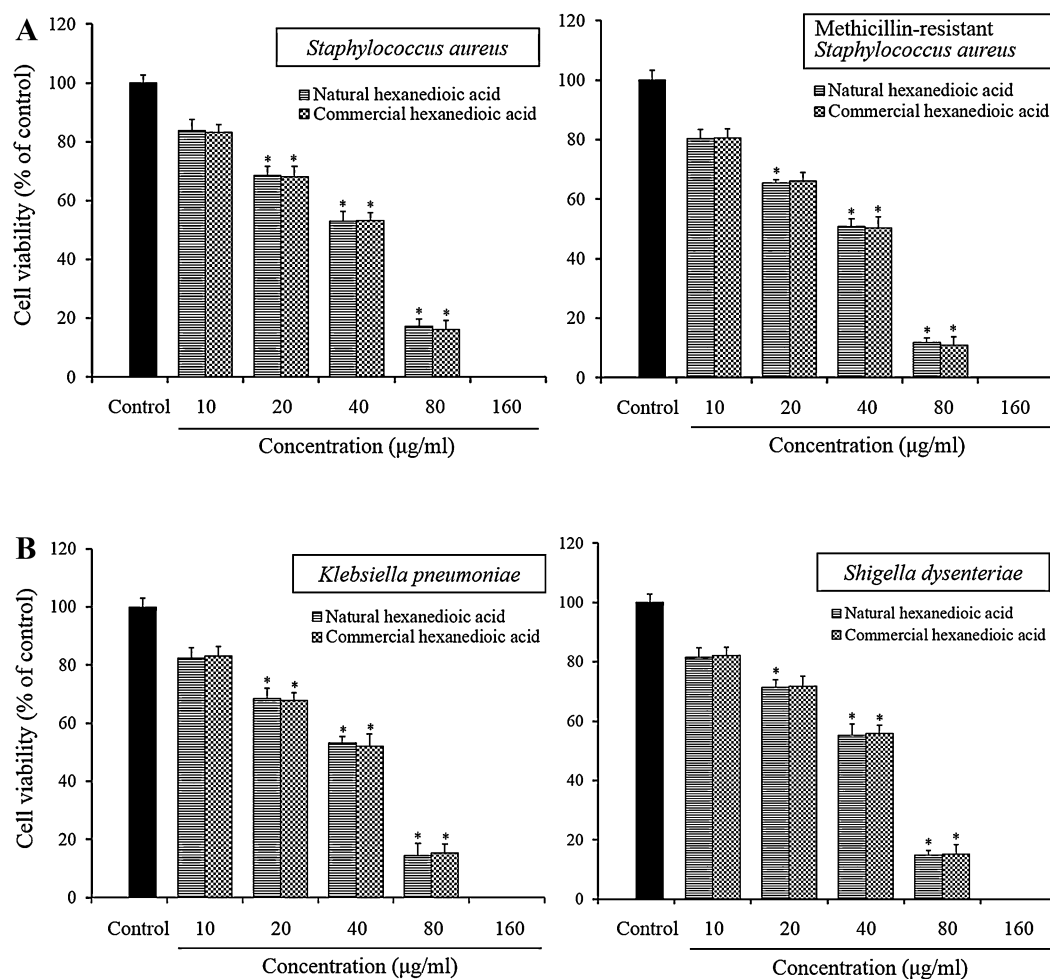 A
Staphylococcus aureus
Natural hexanedioic acid
Commercial hexanedioic acid
Cell viability (% of control)
120
100
80
60
40
20
0
* * * * * *
Control 10 20 40 80 160
Concentration (µg/ml)
Methicillin-resistant
Staphylococcus aureus
Natural hexanedioic acid
Commercial hexanedioic acid
120
100
80
60
40
20
0
* * * * *
Control 10 20 40 80 160
Concentration (µg/ml)
B
Klebsiella pneumoniae
Natural hexanedioic acid
Commercial hexanedioic acid
Cell viability (% of control)
120
100
80
60
40
20
0
* * * * * *
Control 10 20 40 80 160
Concentration (µg/ml)
Shigella dysenteriae
Natural hexanedioic acid
Commercial hexanedioic acid
120
100
80
60
40
20
0
* * * * *
Control 10 20 40 80 160
Concentration (µg/ml)